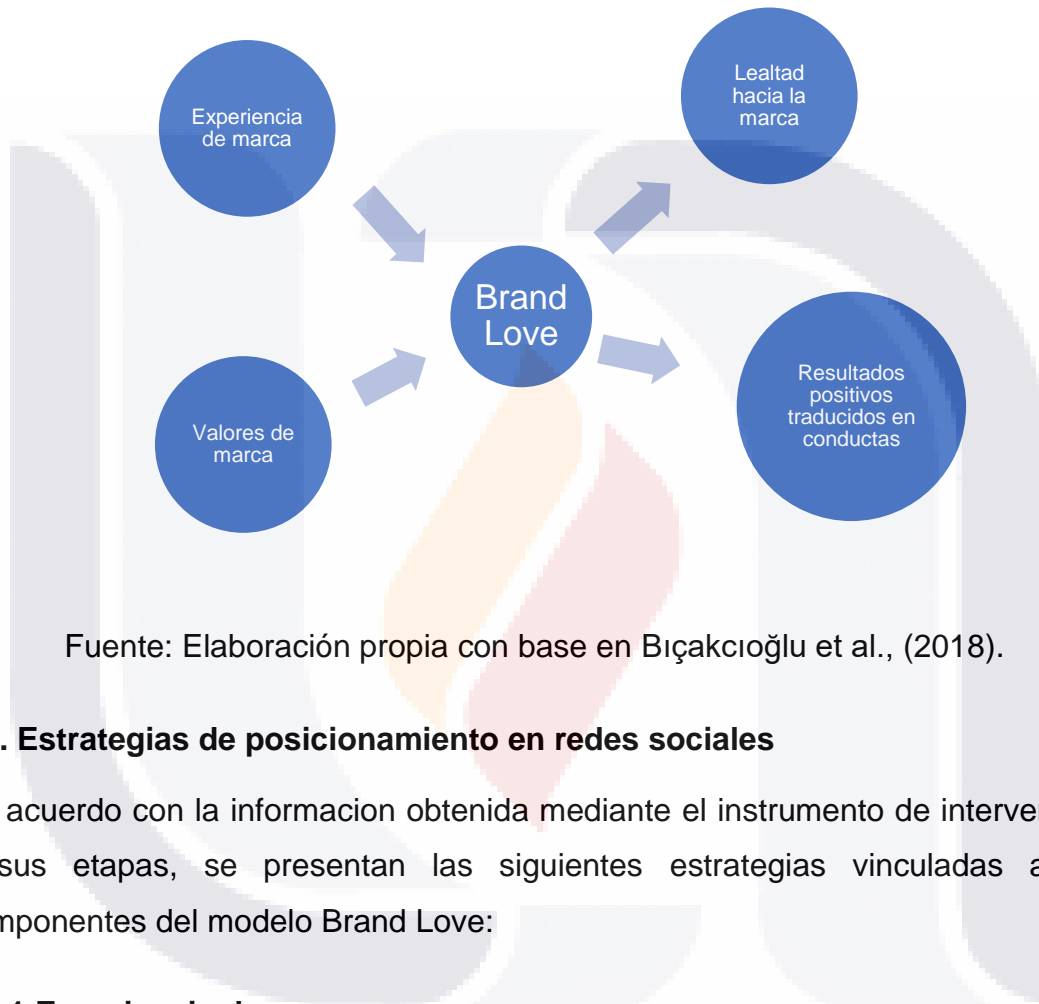 Experiencia
de marca
Lealtad
hacia la
marca
Brand
Love
Valores de
marca
Resultados
positivos
traducidos en
conductas
Fuente: Elaboración propia con base en Bıçakcıoğlu et al., (2018).
. Estrategias de posicionamiento en redes sociales
acuerdo con la informacion obtenida mediante el instrumento de
sus etapas, se presentan las siguientes estrategias vinculadas
del modelo Brand Love: